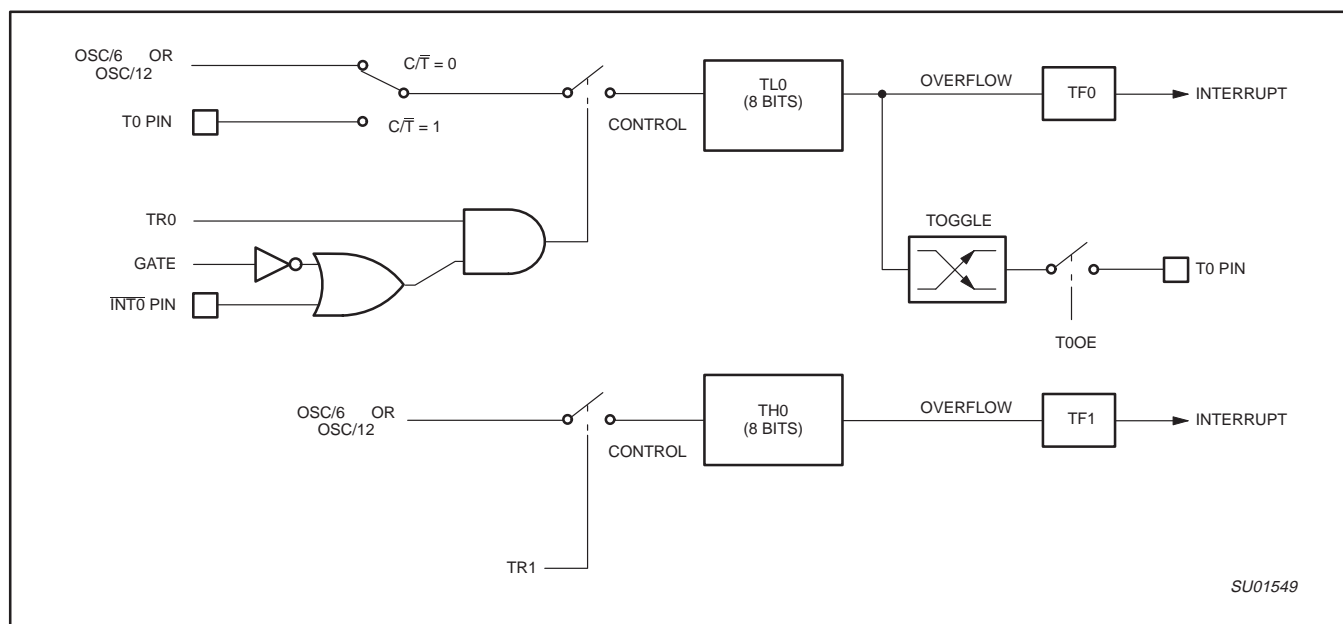 OSC/6 OR
OSC/12
C/T̅ = 0
T0 PIN
C/T̅ = 1
CONTROL
TL0
(8 BITS)
OVERFLOW
TF0
INTERRUPT
TR0
GATE
I̅N̅T̅0̅ PIN
TOGGLE
T0 PIN
T0OE
OSC/6 OR
OSC/12
CONTROL
TH0
(8 BITS)
OVERFLOW
TF1
INTERRUPT
TR1
SU01549